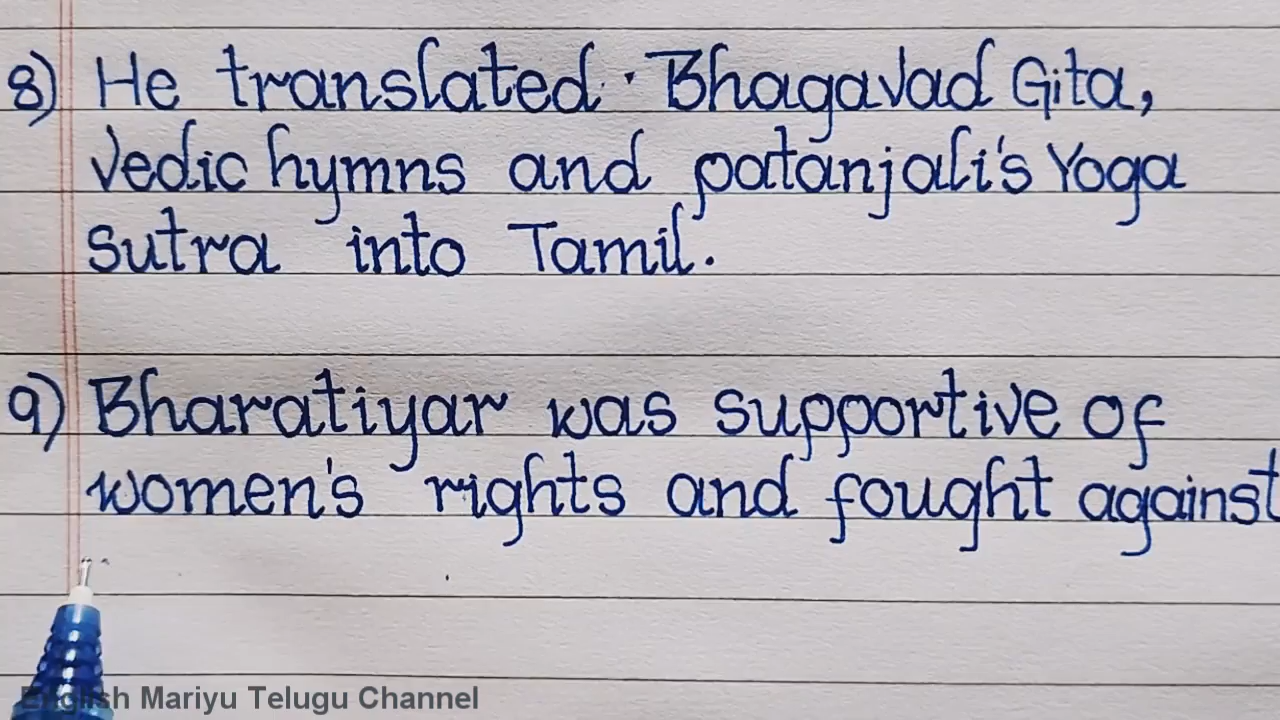 8) He translated. Bhagavad Gita,
Vedic hymns and patanjali's Yoga
Sutra into Tamil.
9) Bharatiyar was supportive of
women's rights and fought against
English Mariyu Telugu Channel